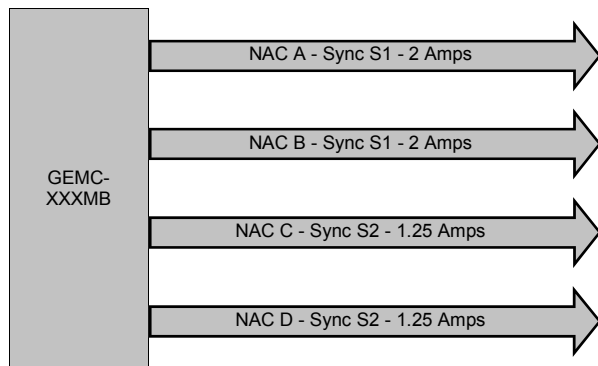 NAC A - Sync S1 - 2 Amps
NAC B - Sync S1 - 2 Amps
GEMC-
XXXMB
NAC C - Sync S2 - 1.25 Amps
NAC D - Sync S2 - 1.25 Amps